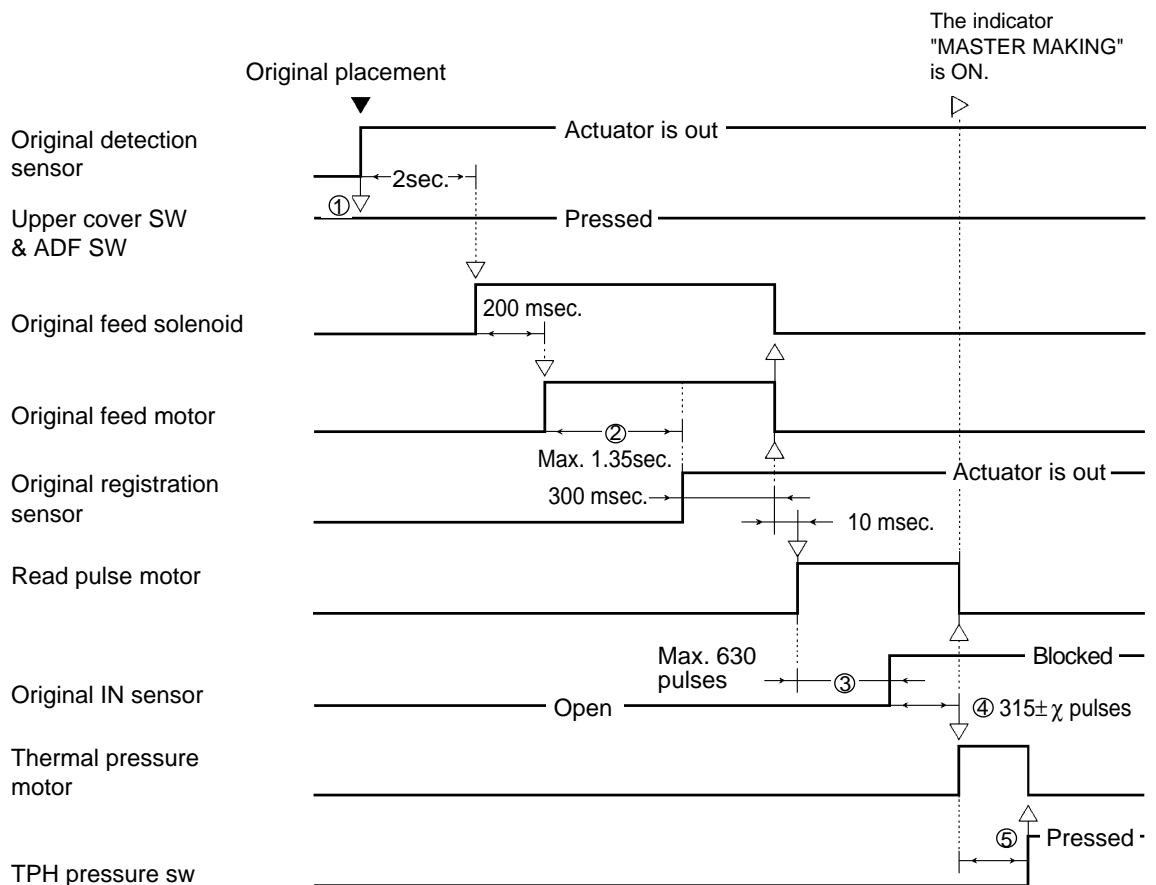 The indicator
"MASTER MAKING"
is ON.
Original placement
Original detection
sensor
Actuator is out
2sec.
①
Upper cover SW
& ADF SW
Pressed
Original feed solenoid
200 msec.
Original feed motor
②
Max. 1.35sec.
Original registration
sensor
Actuator is out
300 msec.
10 msec.
Read pulse motor
Max. 630
pulses
③
Blocked
Original IN sensor
Open
④ 315± χ pulses
Thermal pressure
motor
⑤
Pressed
TPH pressure sw